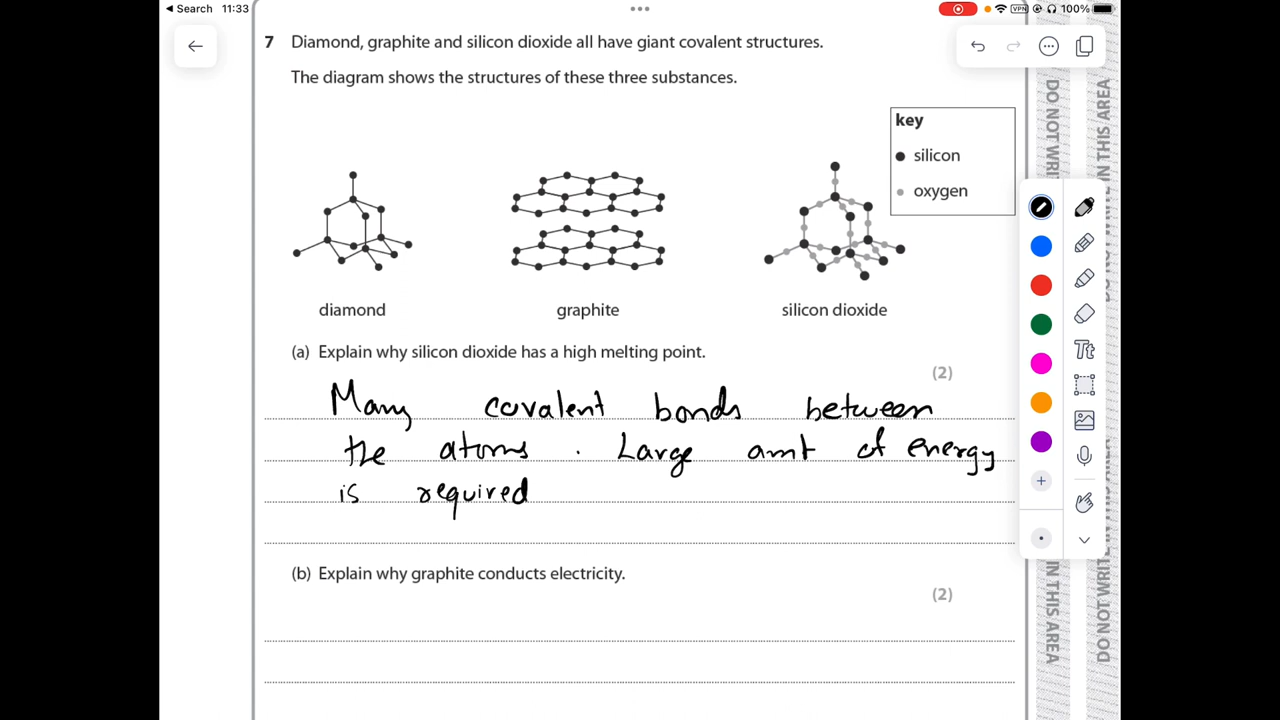 Search 11:33
VPN 100%
7 Diamond, graphite and silicon dioxide all have giant covalent structures.
The diagram shows the structures of these three substances.
key
silicon
oxygen
diamond
graphite
silicon dioxide
(a) Explain why silicon dioxide has a high melting point.
(2)
Many covalent bonds between
the atoms . Large amt of energy
is required
(b) Explain why graphite conducts electricity.
(2)
Tt
DO NOT WRI
IN THIS AREA
IN THIS AREA
DO NOT WRITE